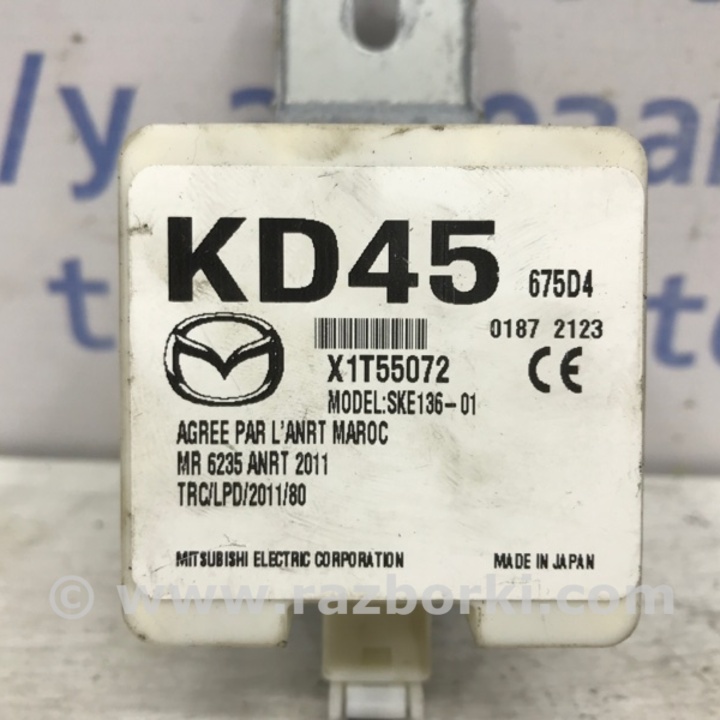 KD45 675D4
0187 2123
X1T55072
MODEL:SKE136-01
CE
AGREE PAR L'ANRT MAROC
MR 6235 ANRT 2011
TRC/LPD/2011/80
MITSUBISHI ELECTRIC CORPORATION MADE IN JAPAN
© www.razborki.com